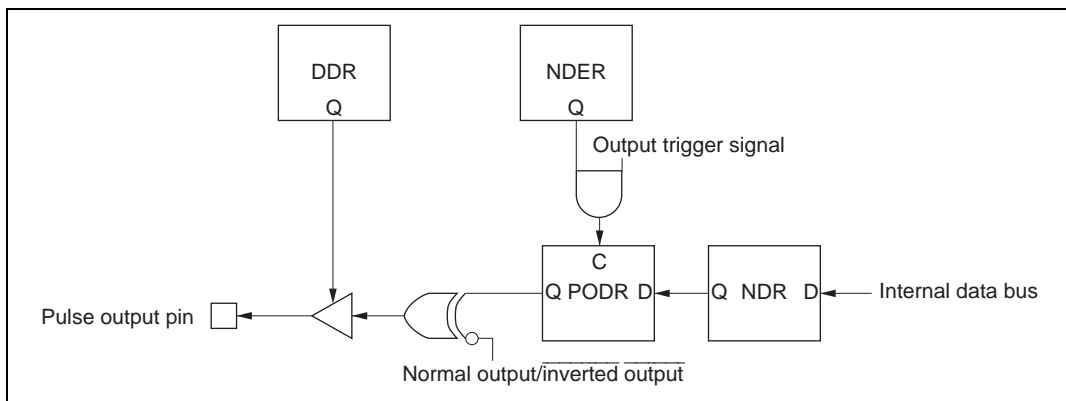 DDR
Q
NDER
Q
Output trigger signal
C
Q PODR D
Q NDR D
Internal data bus
Pulse output pin
Normal output/inverted output